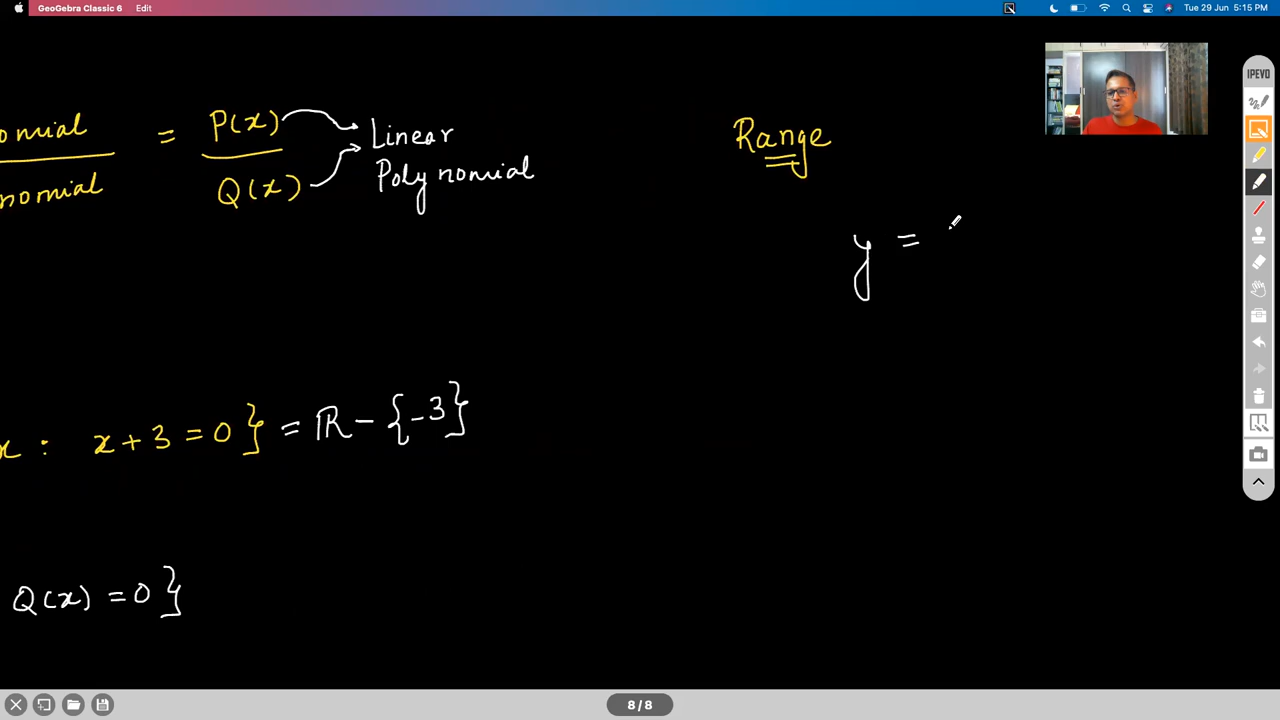 GeoGebra Classic 6 Edit Tue 29 Jun 5:15 PM
IPEVO
omial = P(x) Linear
nomial Q(x) Polynomial
Range
y =
x : x + 3 = 0} = ℝ - {-3}
Q(x) = 0}
8 / 8